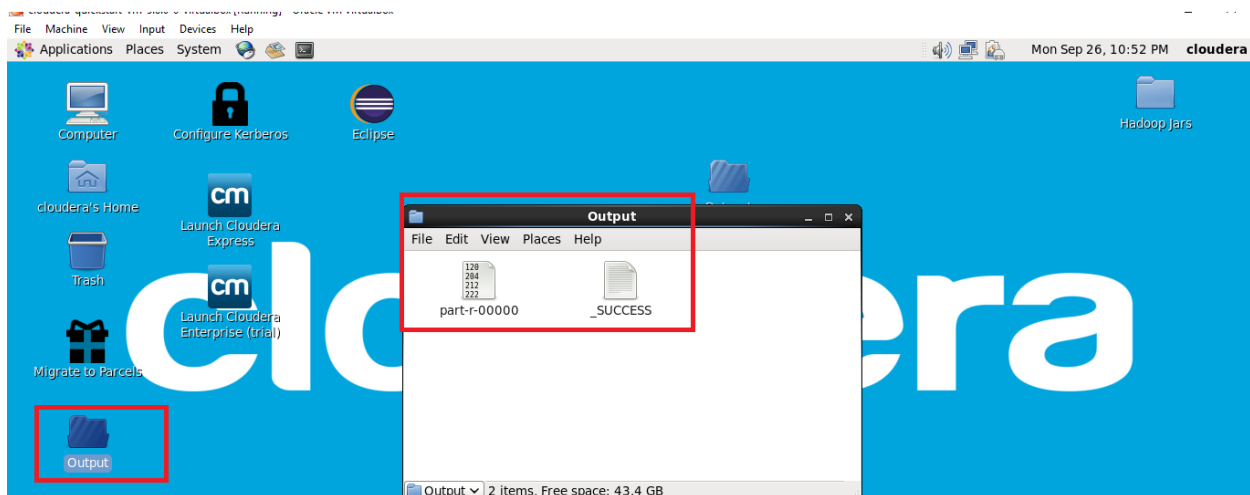 File Machine View Input Devices Help
Applications Places System Mon Sep 26, 10:52 PM cloudera
Computer
Configure Kerberos
Eclipse
Hadoop Jars
cloudera's Home
cm
Launch Cloudera
Express
Trash
cm
Launch Cloudera
Enterprise (trial)
Migrate to Parcels
Output
Output
File Edit View Places Help
120
204
212
222
part-r-00000
_SUCCESS
Output 2 items, Free space: 43.4 GB
cloudera